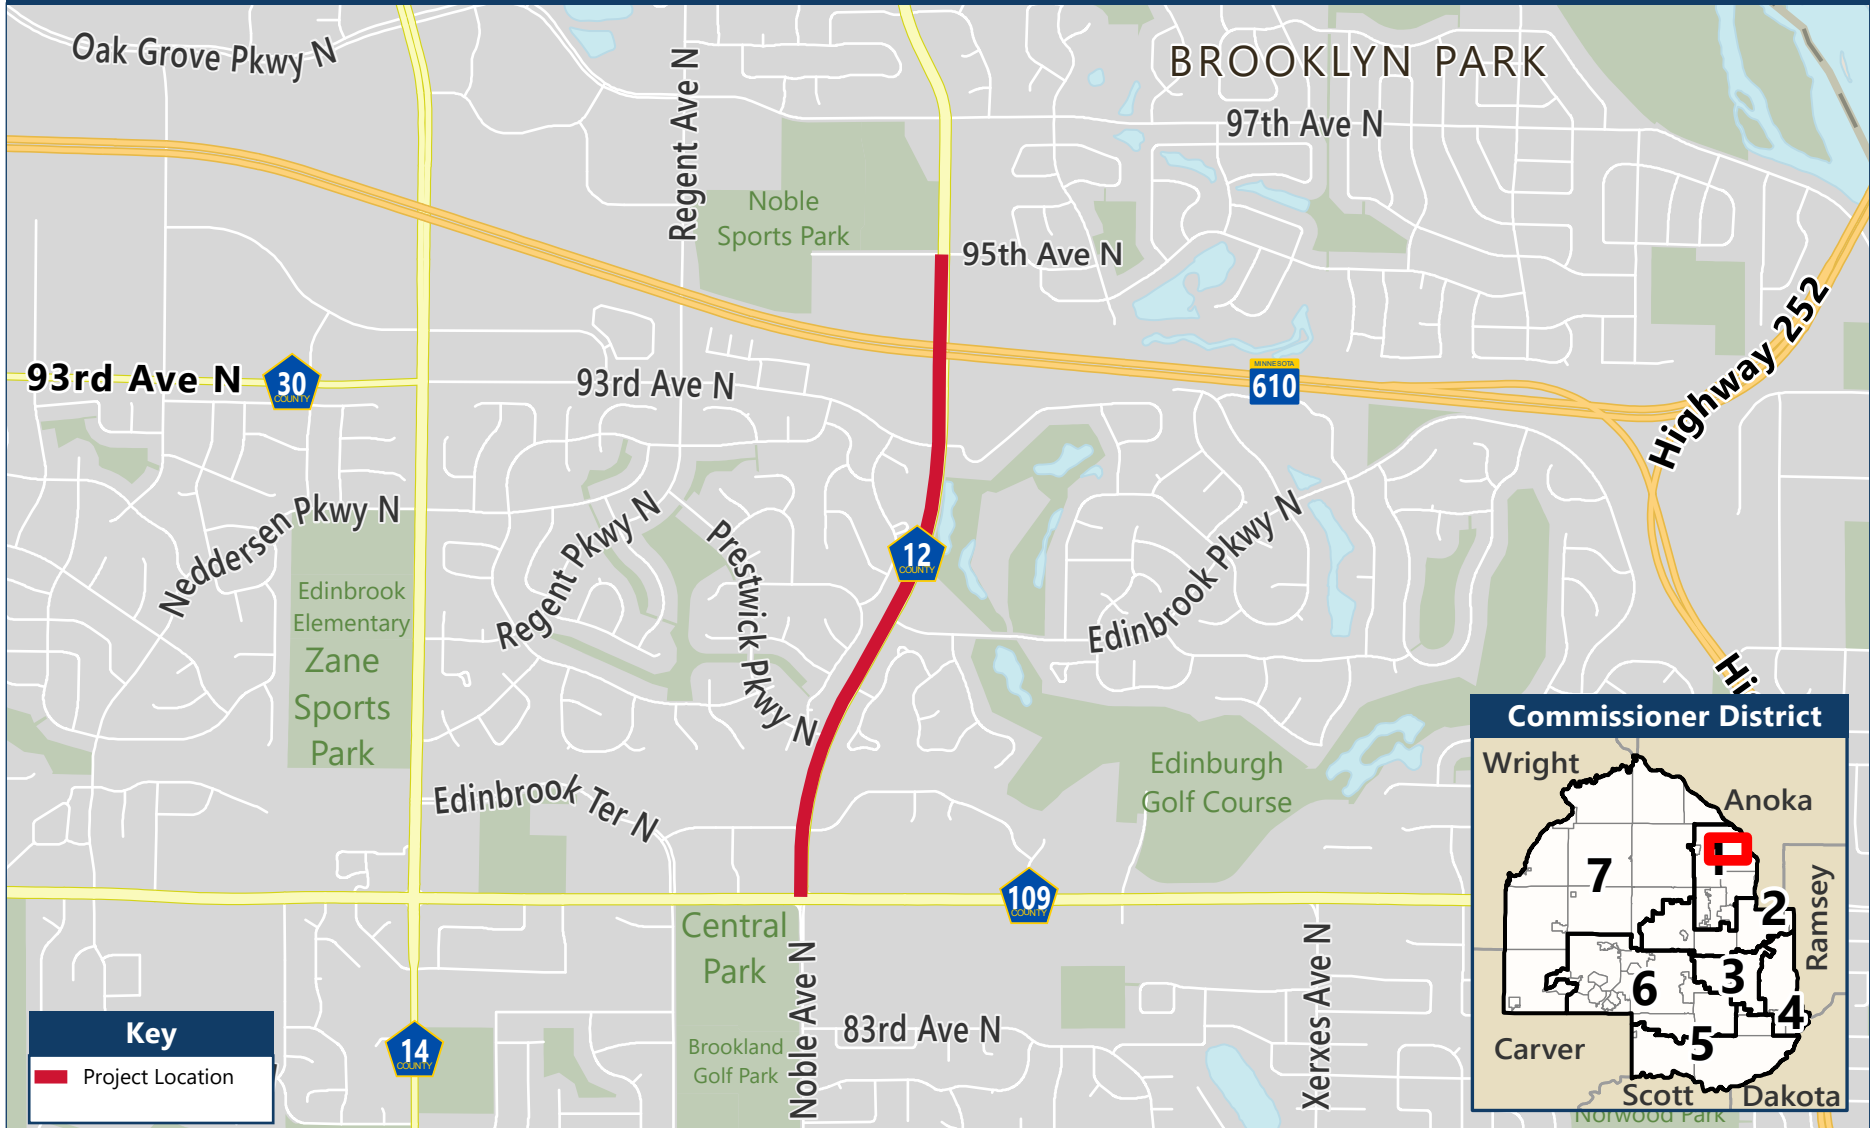 Oak Grove Pkwy N
Regent Ave N
BROOKLYN PARK
97th Ave N
Noble
Sports Park
95th Ave N
Highway 252
93rd Ave N
30
COUNTY
93rd Ave N
MINNESOTA
610
Neddersen Pkwy N
Regent Pkwy N
Prestwick Pkwy N
12
COUNTY
Edinbrook Pkwy N
Edinbrook
Elementary
Zane
Sports
Park
Hi
Edinburgh
Golf Course
Edinbrook Ter N
109
COUNTY
Central
Park
Noble Ave N
83rd Ave N
Xerxes Ave N
Brookland
Golf Park
14
COUNTY
Key
Project Location
Commissioner District
Wright
Anoka
7
1
2
Ramsey
3
6
4
5
Carver
Scott
Dakota
Norwood Park